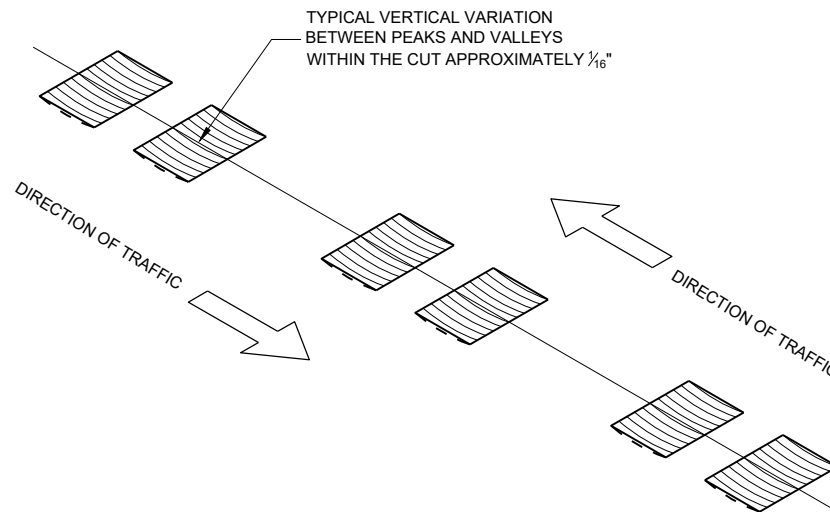 TYPICAL VERTICAL VARIATION
BETWEEN PEAKS AND VALLEYS
WITHIN THE CUT APPROXIMATELY 1⁄16"
DIRECTION OF TRAFFIC
DIRECTION OF TRAFFIC